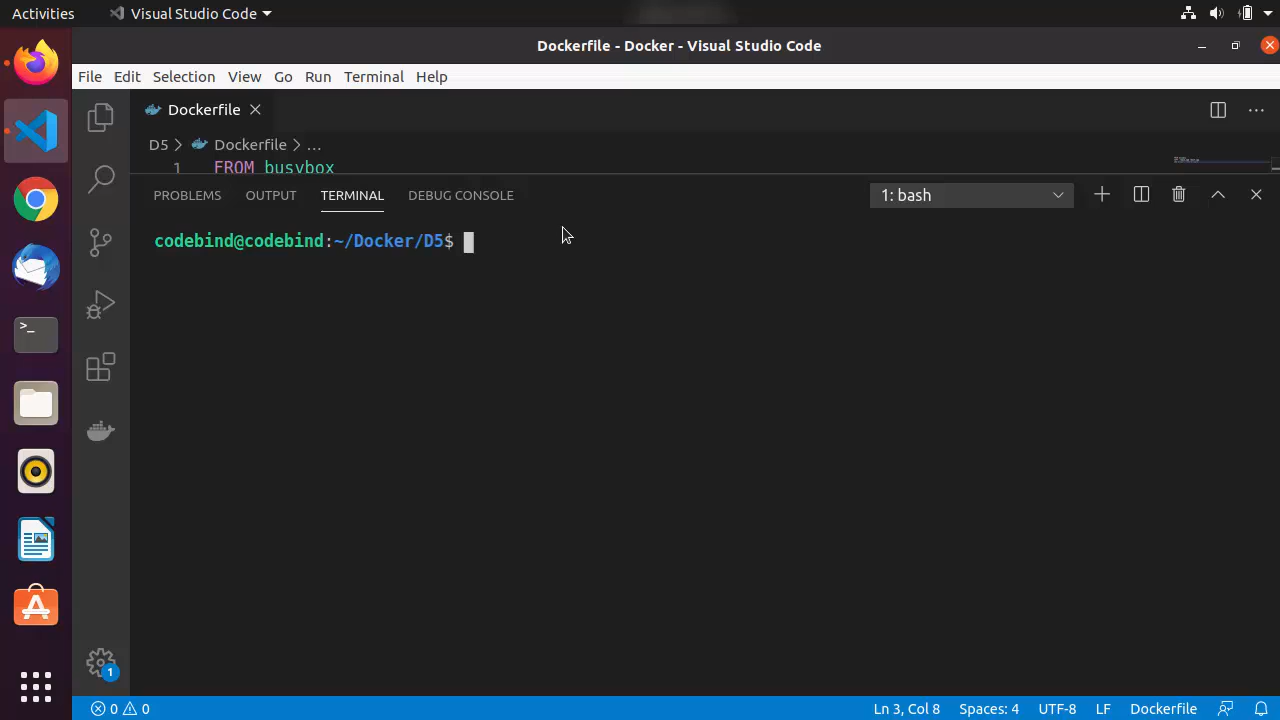 Activities Visual Studio Code
Dockerfile - Docker - Visual Studio Code
File Edit Selection View Go Run Terminal Help
Dockerfile
D5 > Dockerfile > ...
1 FROM busybox
PROBLEMS OUTPUT TERMINAL DEBUG CONSOLE 1: bash
codebind@codebind:~/Docker/D5$
>_
1
0 0 Ln 3, Col 8 Spaces: 4 UTF-8 LF Dockerfile